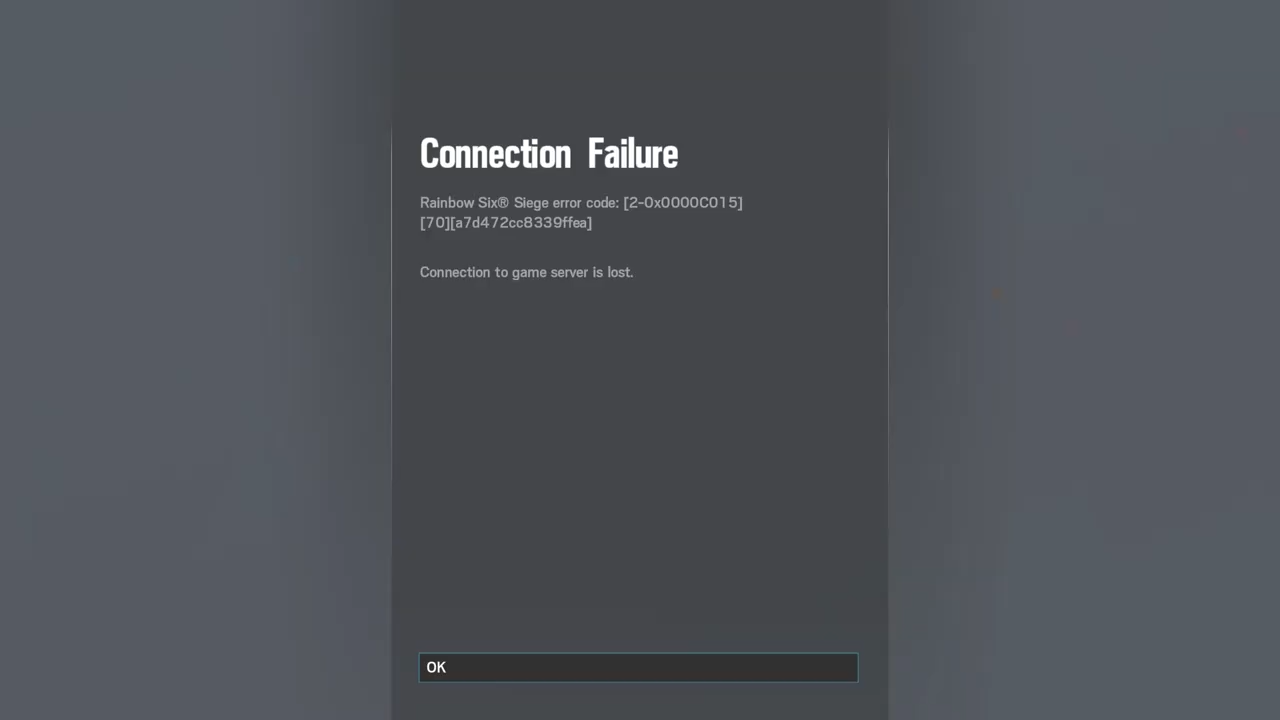 Connection Failure
Rainbow Six® Siege error code: [2-0x0000C015]
[70][a7d472cc8339ffea]
Connection to game server is lost.
OK